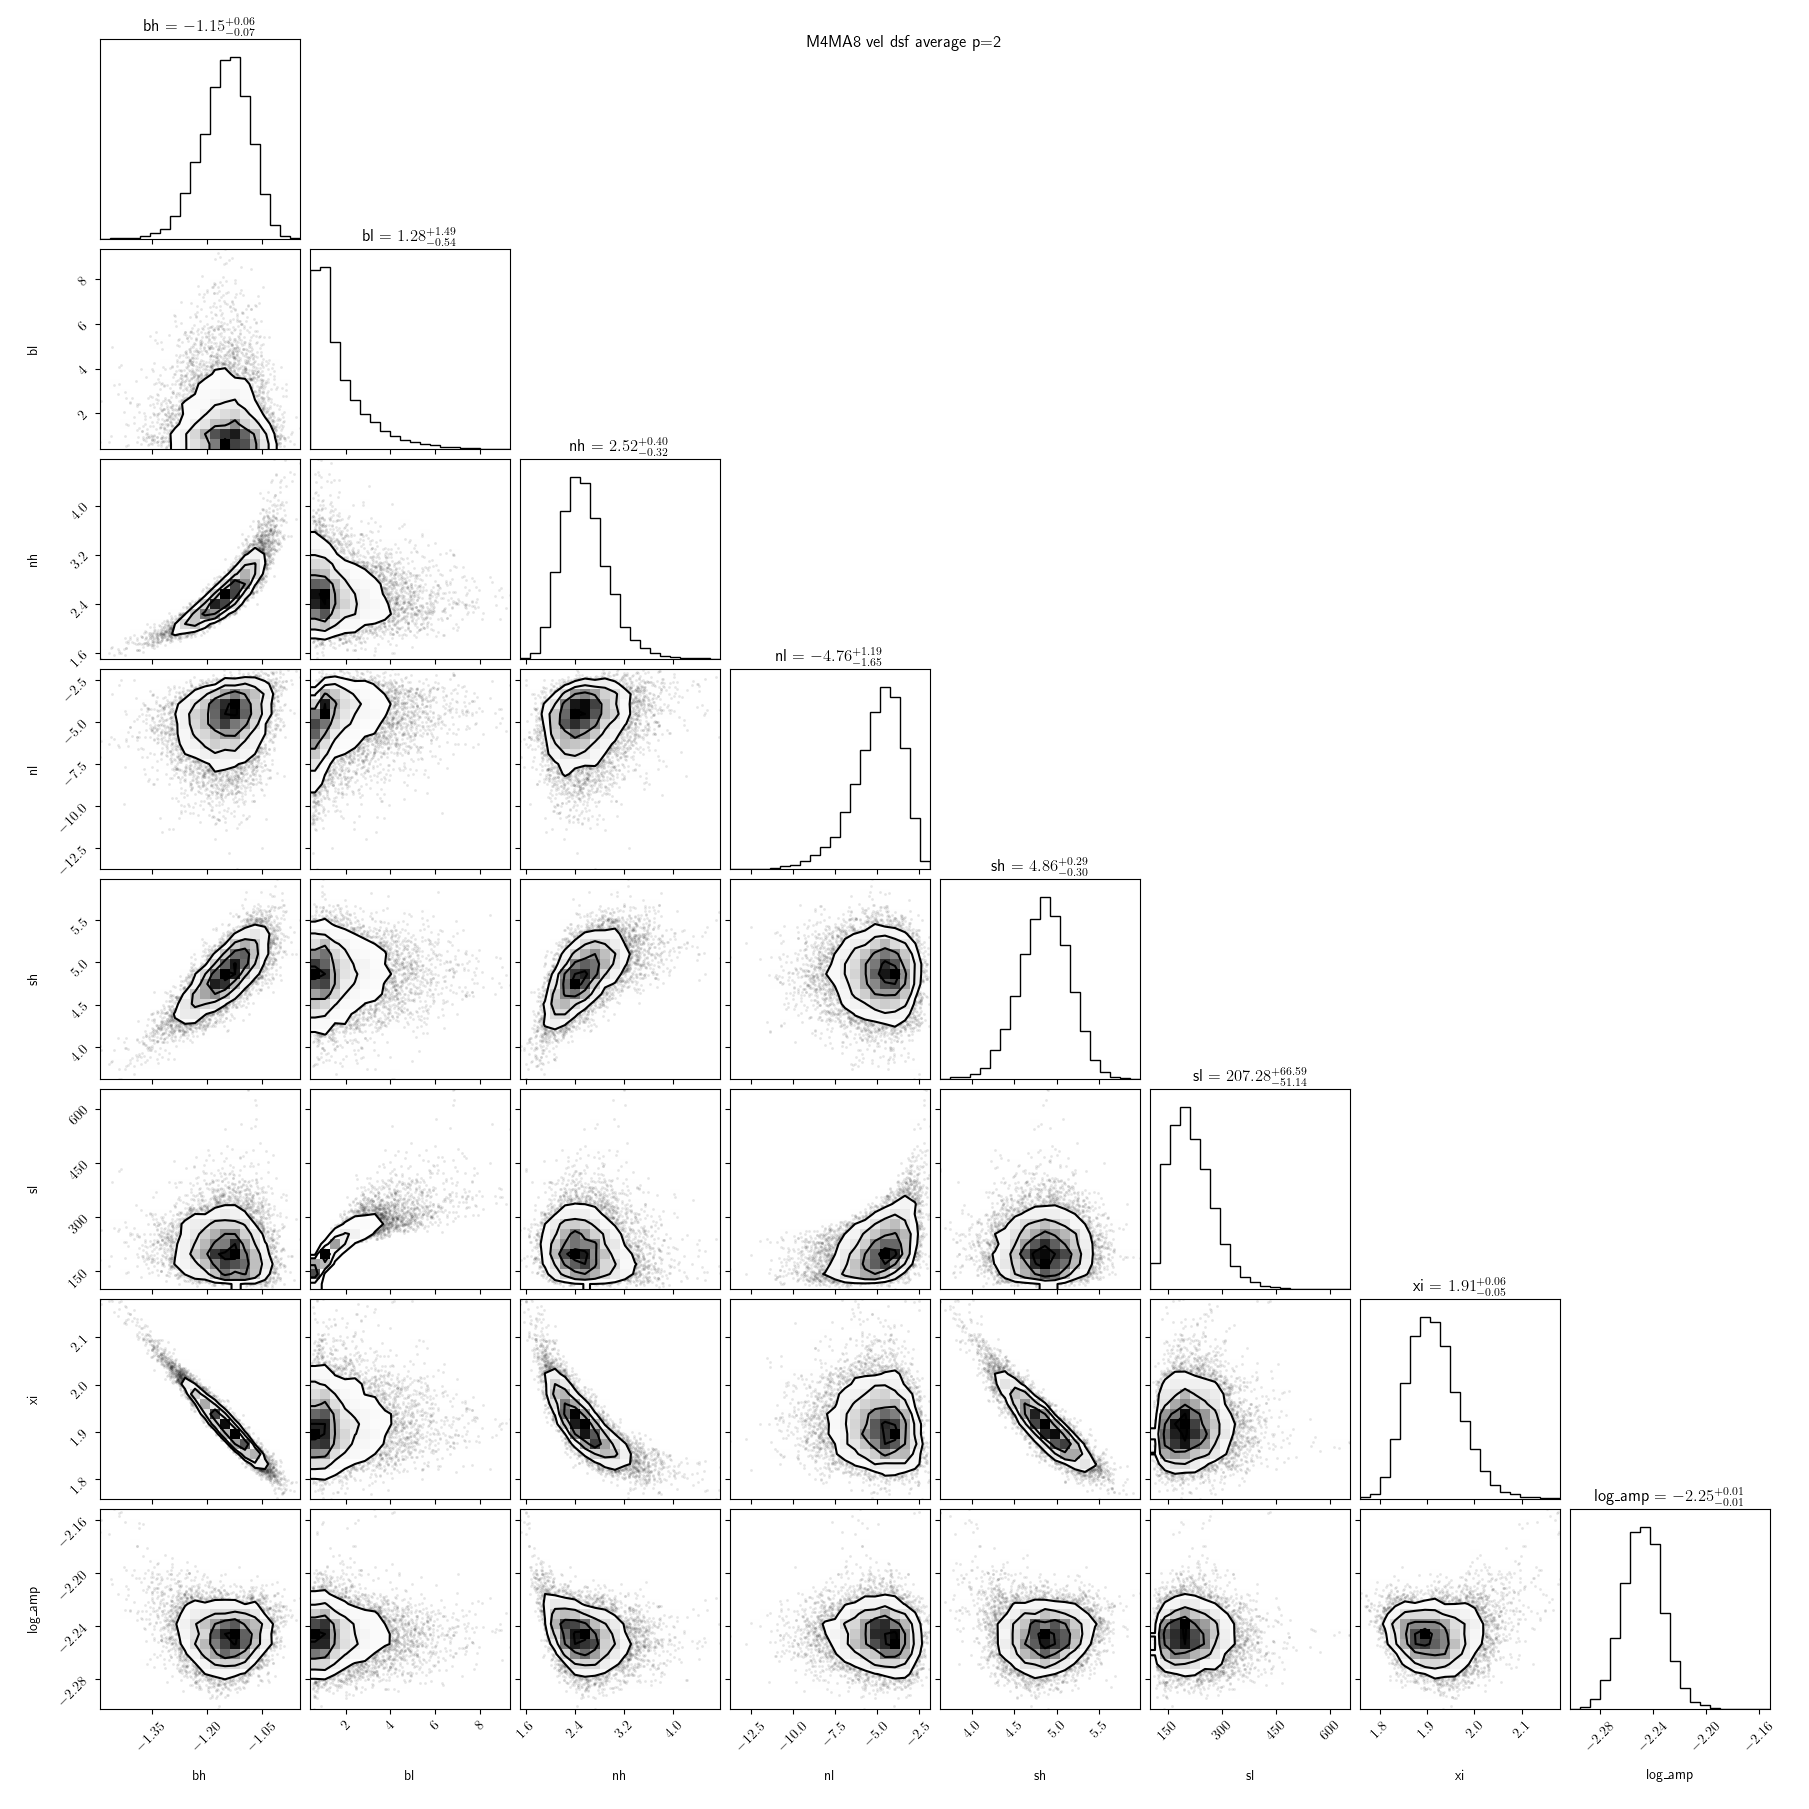 M4MA8 vel dsf average p=2
bh = −1.15+0.06 −0.07
bl = 1.28+1.49 −0.54
bl
8
6
4
2
nh = 2.52+0.40 −0.32
nh
4.0
3.2
2.4
1.6
nl = −4.76+1.19 −1.65
nl
−2.5
−5.0
−7.5
−10.0
−12.5
sh = 4.86+0.29 −0.30
sh
5.5
5.0
4.5
4.0
sl = 207.28+66.59 −51.14
sl
600
450
300
150
xi = 1.91+0.06 −0.05
xi
2.1
2.0
1.9
1.8
log_amp = −2.25+0.01 −0.01
log_amp
−2.16
−2.20
−2.24
−2.28
−1.35 −1.20 −1.05 2 4 6 8 1.6 2.4 3.2 4.0 −12.5 −10.0 −7.5 −5.0 −2.5 4.0 4.5 5.0 5.5 150 300 450 600 1.8 1.9 2.0 2.1 −2.28 −2.24 −2.20 −2.16
bh bl nh nl sh sl xi log_amp